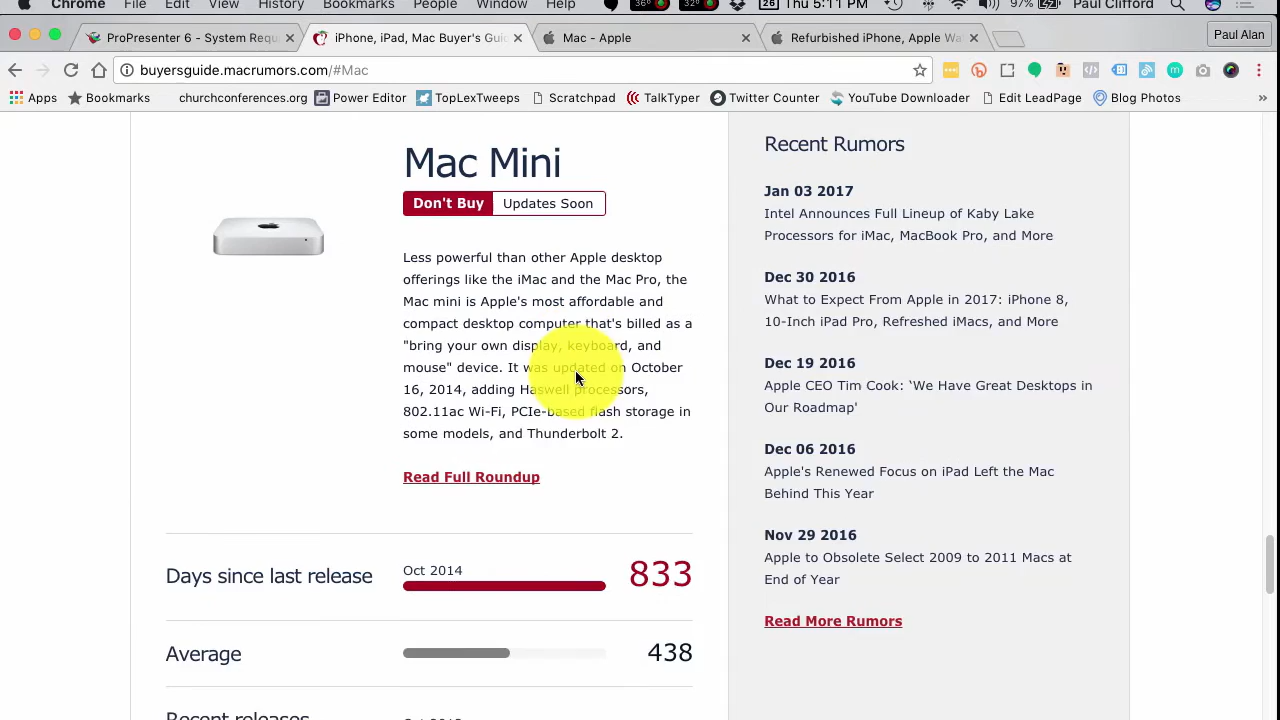 Chrome File Edit View History Bookmarks People Window Help 36° 32° 26 Thu 5:11 PM 97% Paul Clifford
ProPresenter 6 - System Requ
iPhone, iPad, Mac Buyer's Gui
Mac - Apple
Refurbished iPhone, Apple Wa
Paul Alan
buyersguide.macrumors.com/#Mac
Apps Bookmarks churchconferences.org Power Editor TopLexTweeps Scratchpad TalkTyper Twitter Counter YouTube Downloader Edit LeadPage Blog Photos »
Mac Mini
Don't Buy Updates Soon
Less powerful than other Apple desktop
offerings like the iMac and the Mac Pro, the
Mac mini is Apple's most affordable and
compact desktop computer that's billed as a
"bring your own display, keyboard, and
mouse" device. It was updated on October
16, 2014, adding Haswell processors,
802.11ac Wi-Fi, PCIe-based flash storage in
some models, and Thunderbolt 2.
Read Full Roundup
Days since last release
Oct 2014
833
Average
438
Recent releases
Recent Rumors
Jan 03 2017
Intel Announces Full Lineup of Kaby Lake
Processors for iMac, MacBook Pro, and More
Dec 30 2016
What to Expect From Apple in 2017: iPhone 8,
10-Inch iPad Pro, Refreshed iMacs, and More
Dec 19 2016
Apple CEO Tim Cook: 'We Have Great Desktops in
Our Roadmap'
Dec 06 2016
Apple's Renewed Focus on iPad Left the Mac
Behind This Year
Nov 29 2016
Apple to Obsolete Select 2009 to 2011 Macs at
End of Year
Read More Rumors